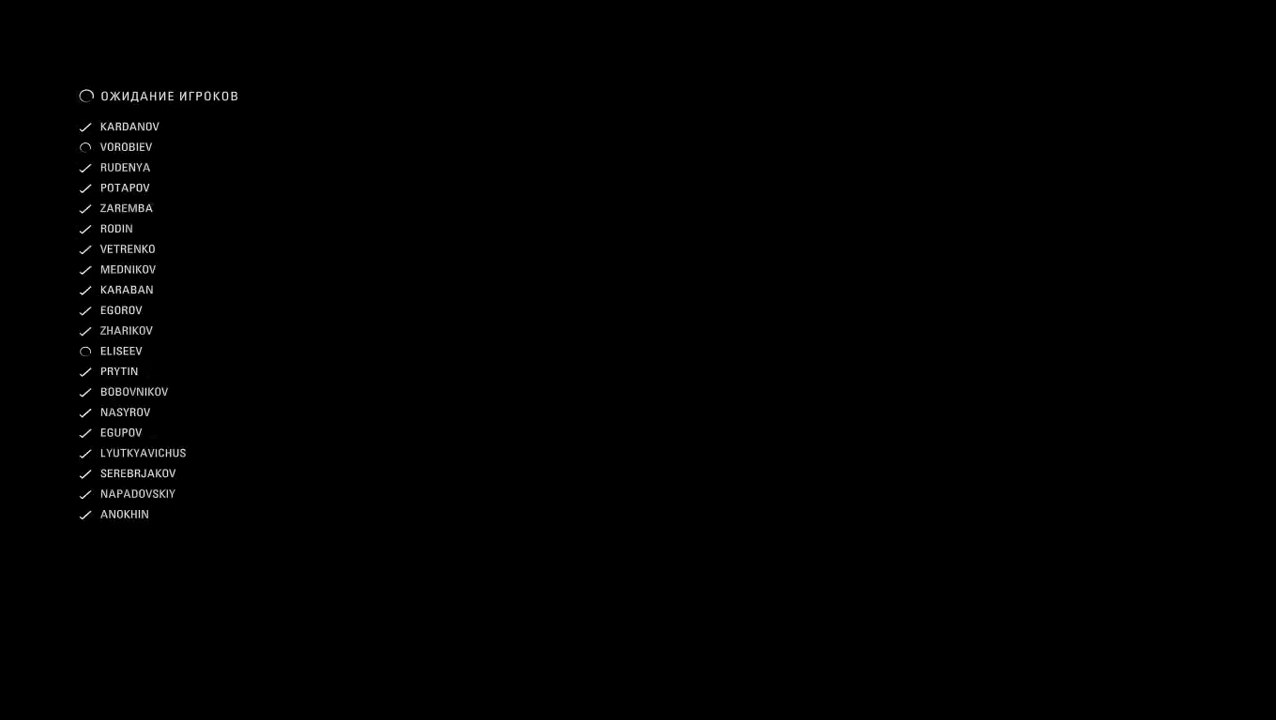 ОЖИДАНИЕ ИГРОКОВ
KARDANOV
VOROBIEV
RUDENYA
POTAPOV
ZAREMBA
RODIN
VETRENKO
MEDNIKOV
KARABAN
EGOROV
ZHARIKOV
ELISEEV
PRYTIN
BOBOVNIKOV
NASYROV
EGUPOV
LYUTKYAVICHUS
SEREBRJAKOV
NAPADOVSKIY
ANOKHIN